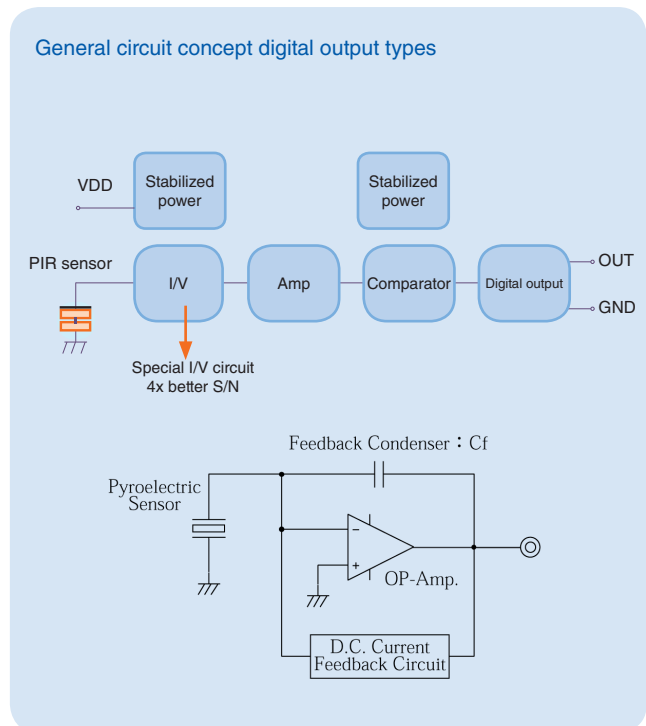 General circuit concept digital output types
Stabilized
power
Stabilized
power
VDD
PIR sensor
I/V
Amp
Comparator
Digital output
OUT
GND
Special I/V circuit
4x better S/N
Feedback Condenser：Cf
Pyroelectric
Sensor
−
+
OP-Amp.
D.C. Current
Feedback Circuit